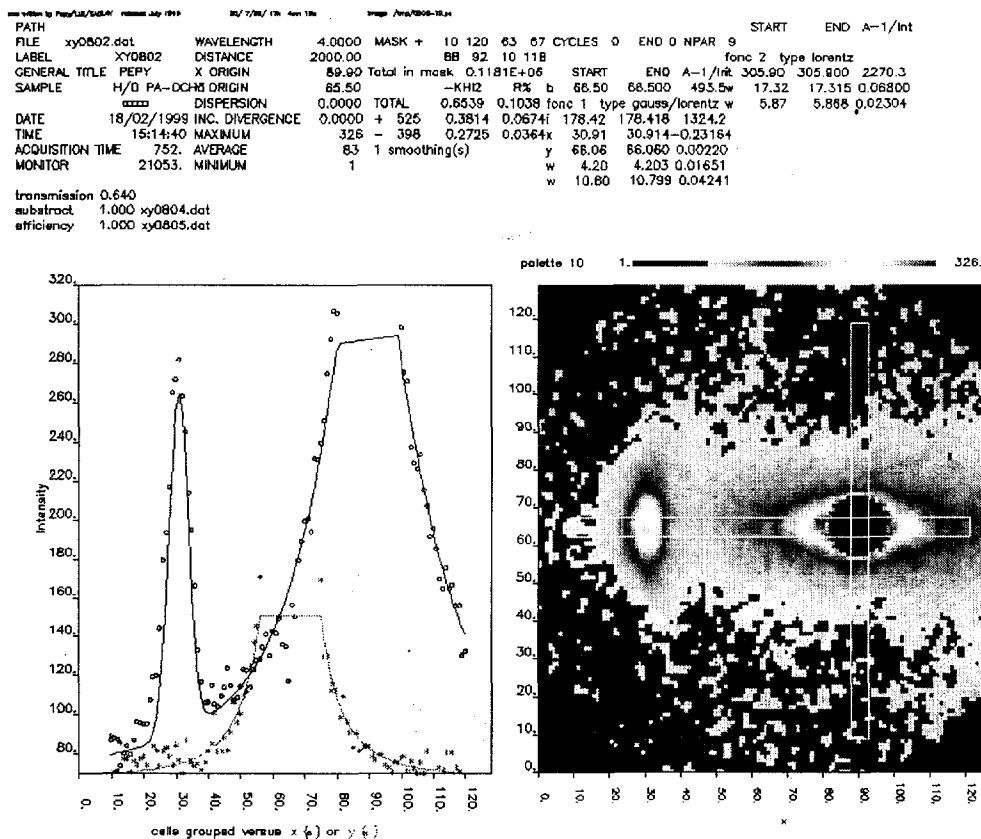 START END A-1/Int
PATH
FILE xy0802.dat WAVELENGTH 4.0000 MASK + 10 120 63 67 CYCLES 0 END 0 NPAR 9
LABEL XY0802 DISTANCE 2000.00 88 92 10 118 fonc 2 type lorentz
GENERAL TITLE PEPY X ORIGIN 89.90 Total in mask 0.1181E+06 START END A-1/Int 305.90 305.900 2270.3
SAMPLE H/D ORIGIN 65.50 -KHI2 R% b 68.500 493.5w 17.32 17.315 0.06800
DISPERSION 0.0000 TOTAL 0.6539 0.1038 fonc 1 type gauss/lorentz w 5.87 5.868 0.02304
DATE 18/02/1999 INC. DIVERGENCE 0.0000 + 525 0.3814 0.0674i 178.42 178.418 1324.2
TIME 15:14:40 MAXIMUM 326 - 398 0.2725 0.0364x 30.91 30.914-0.23164
ACQUISITION TIME 752. AVERAGE 83 1 smoothing(s) y 66.06 66.060 0.00220
MONITOR 21053. MINIMUM 1 w 4.20 4.203 0.01651
w 10.80 10.799 0.04241
transmission 0.640
substract 1.000 xy0804.dat
efficiency 1.000 xy0805.dat
palette 10 1. 326.
320.
300.
280.
260.
240.
220.
200.
180.
160.
140.
120.
100.
80.
Intensity
0. 10. 20. 30. 40. 50. 60. 70. 80. 90. 100. 110. 120.
cells grouped versus x or y
120.
110.
100.
90.
80.
70.
60.
50.
40.
30.
20.
10.
0.
0. 10. 20. 30. 40. 50. 60. 70. 80. 90. 100. 110. 120.
x